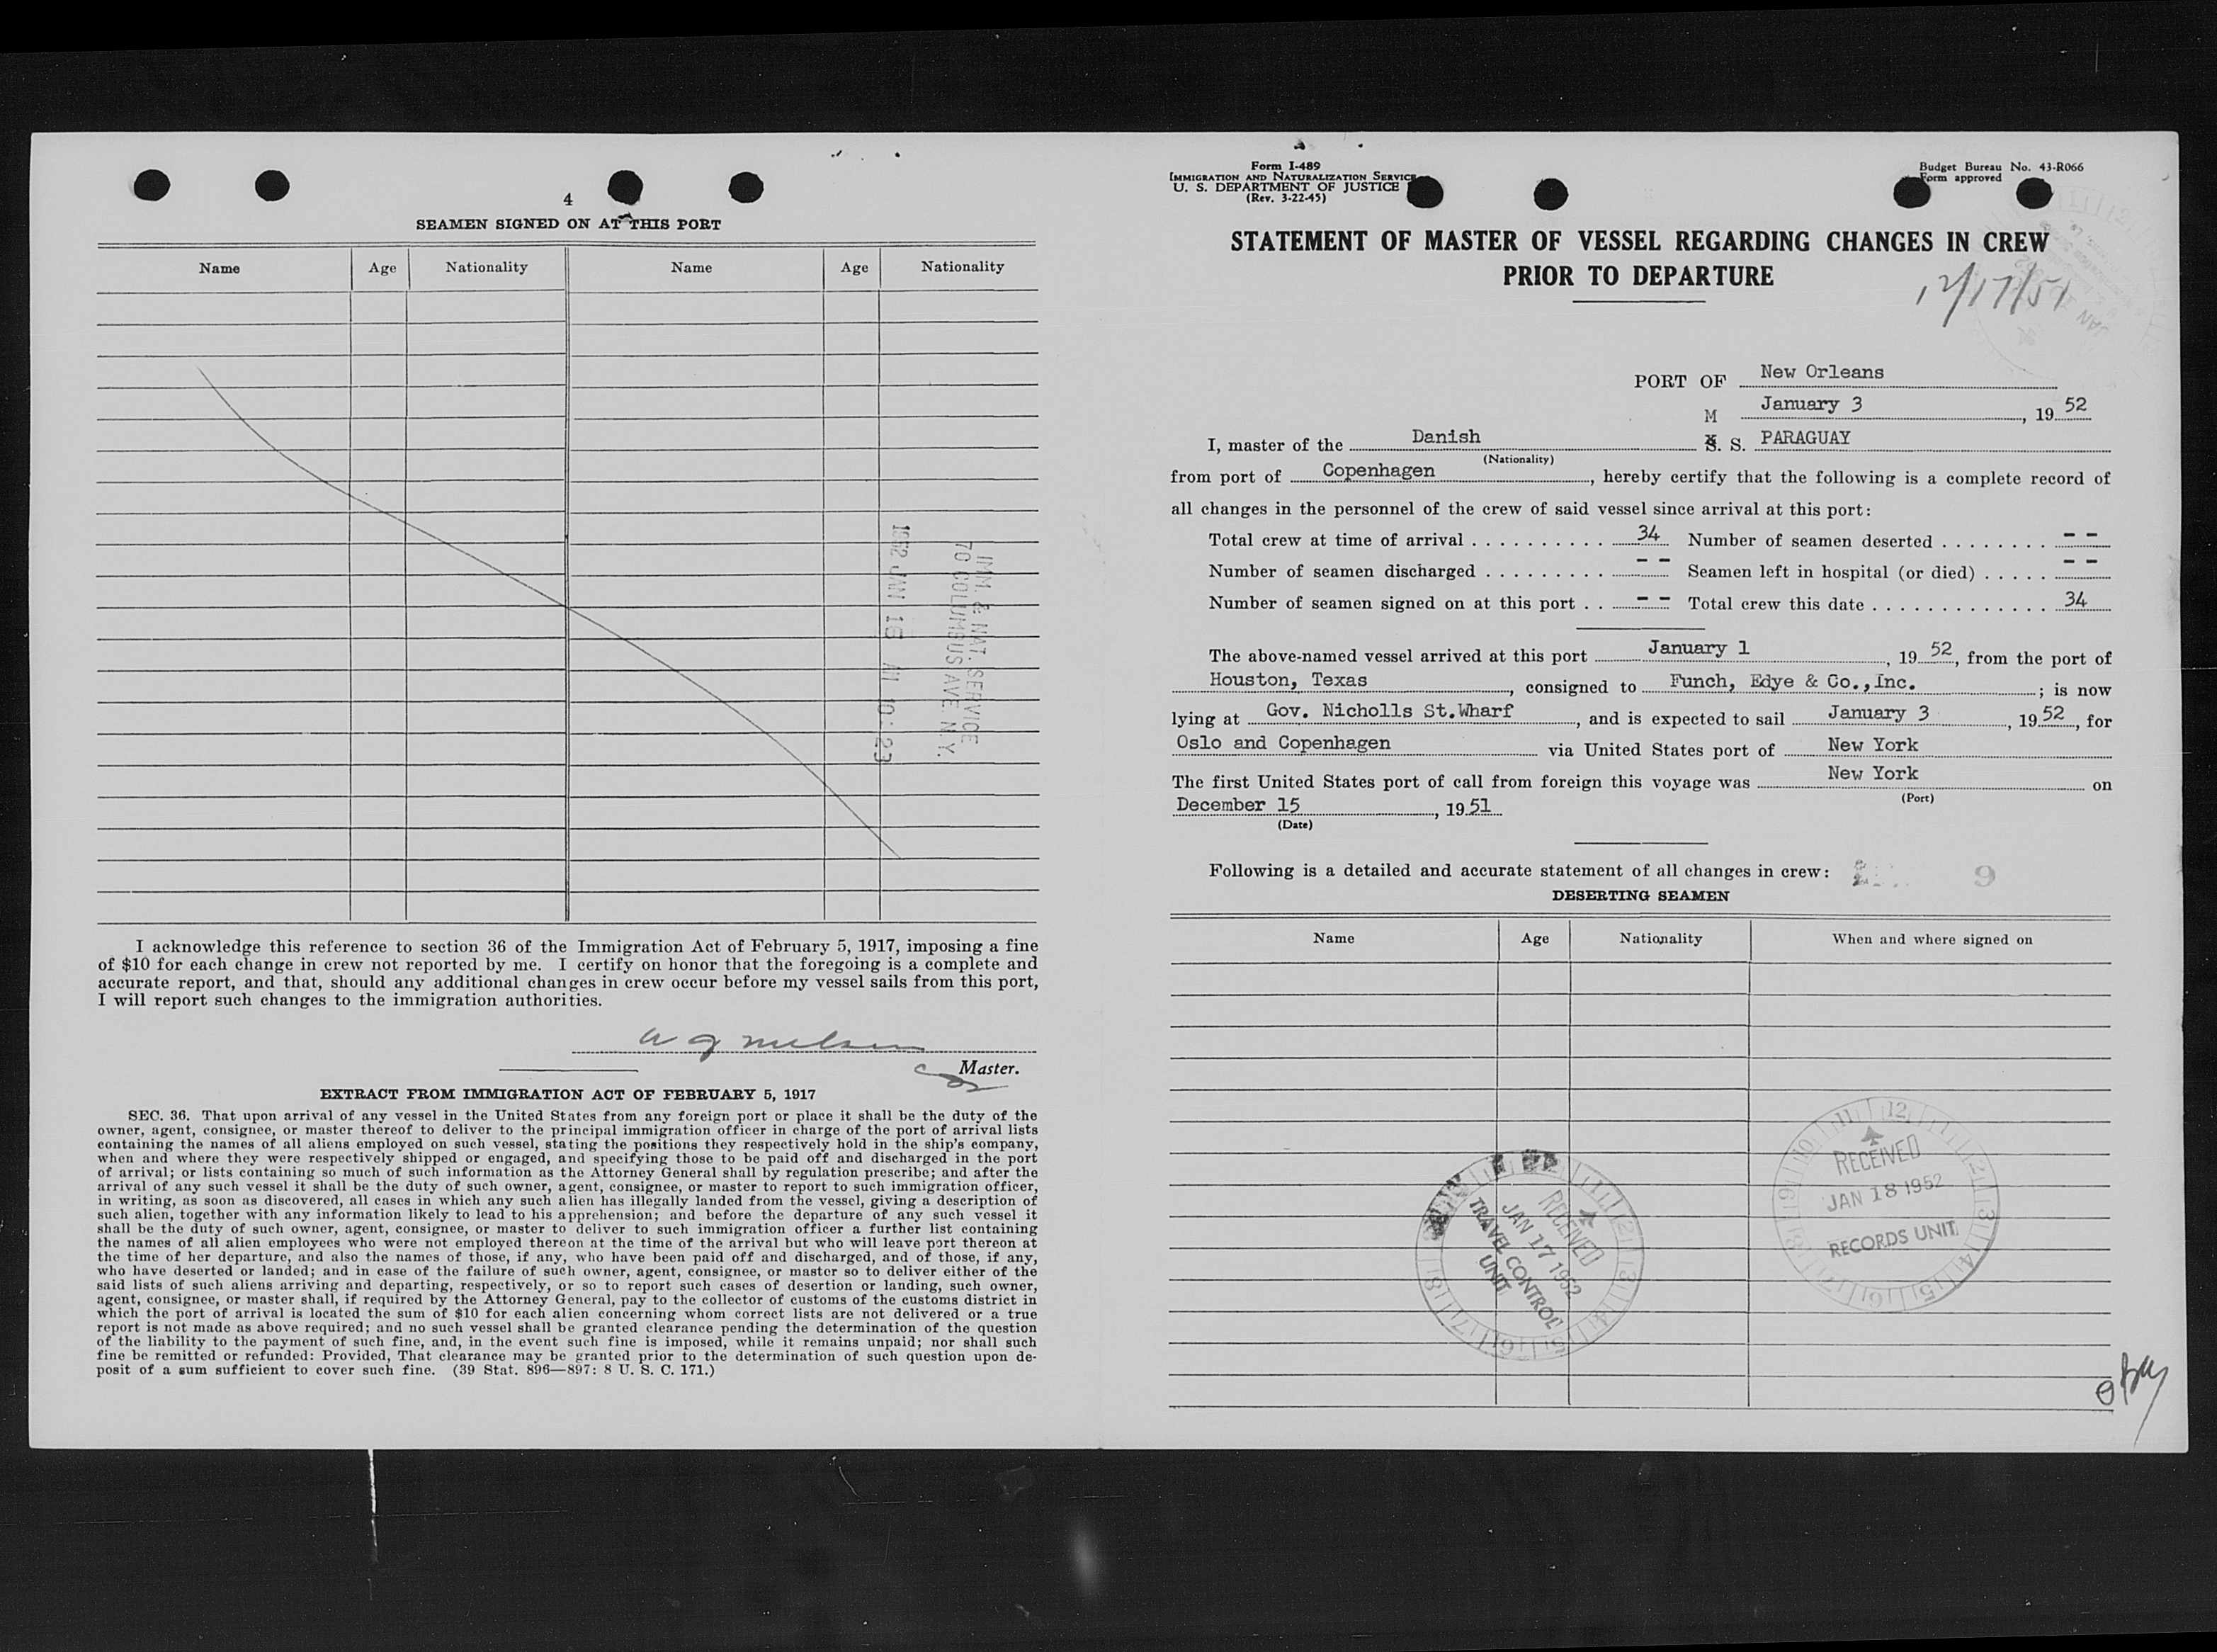 4
SEAMEN SIGNED ON AT THIS PORT
Name Age Nationality Name Age Nationality
IMM. & NAT. SERVICE
70 COLUMBUS AVE N.Y.
1952 JAN 16 AM 10:23
I acknowledge this reference to section 36 of the Immigration Act of February 5, 1917, imposing a fine
of $10 for each change in crew not reported by me. I certify on honor that the foregoing is a complete and
accurate report, and that, should any additional changes in crew occur before my vessel sails from this port,
I will report such changes to the immigration authorities.
Master.
EXTRACT FROM IMMIGRATION ACT OF FEBRUARY 5, 1917
SEC. 36. That upon arrival of any vessel in the United States from any foreign port or place it shall be the duty of the
owner, agent, consignee, or master thereof to deliver to the principal immigration officer in charge of the port of arrival lists
containing the names of all aliens employed on such vessel, stating the positions they respectively hold in the ship's company,
when and where they were respectively shipped or engaged, and specifying those to be paid off and discharged in the port
of arrival; or lists containing so much of such information as the Attorney General shall by regulation prescribe; and after the
arrival of any such vessel it shall be the duty of such owner, agent, consignee, or master to report to such immigration officer,
in writing, as soon as discovered, all cases in which any such alien has illegally landed from the vessel, giving a description of
such alien, together with any information likely to lead to his apprehension; and before the departure of any such vessel it
shall be the duty of such owner, agent, consignee, or master to deliver to such immigration officer a further list containing
the names of all alien employees who were not employed thereon at the time of the arrival but who will leave port thereon at
the time of her departure, and also the names of those, if any, who have been paid off and discharged, and of those, if any,
who have deserted or landed; and in case of the failure of such owner, agent, consignee, or master so to deliver either of the
said lists of such aliens arriving and departing, respectively, or so to report such cases of desertion or landing, such owner,
agent, consignee, or master shall, if required by the Attorney General, pay to the collector of customs of the customs district in
which the port of arrival is located the sum of $10 for each alien concerning whom correct lists are not delivered or a true
report is not made as above required; and no such vessel shall be granted clearance pending the determination of the question
of the liability to the payment of such fine, and, in the event such fine is imposed, while it remains unpaid; nor shall such
fine be remitted or refunded: Provided, That clearance may be granted prior to the determination of such question upon de-
posit of a sum sufficient to cover such fine. (39 Stat. 896—897: 8 U. S. C. 171.)
Form I-489
IMMIGRATION AND NATURALIZATION SERVICE
U. S. DEPARTMENT OF JUSTICE
(Rev. 3-22-45)
Budget Bureau No. 43-R066
Form approved
STATEMENT OF MASTER OF VESSEL REGARDING CHANGES IN CREW
PRIOR TO DEPARTURE
12/17/51
PORT OF New Orleans
January 3, 1952
I, master of the Danish M S. S. PARAGUAY
(Nationality)
from port of Copenhagen, hereby certify that the following is a complete record of
all changes in the personnel of the crew of said vessel since arrival at this port:
Total crew at time of arrival . . . . . . . . . . 34 Number of seamen deserted . . . . . . . . - -
Number of seamen discharged . . . . . . . . . - - Seamen left in hospital (or died) . . . . . - -
Number of seamen signed on at this port . . - - Total crew this date . . . . . . . . . . . . . . 34
The above-named vessel arrived at this port January 1, 1952, from the port of
Houston, Texas, consigned to Funch, Edye & Co.,Inc.; is now
lying at Gov. Nicholls St.Wharf, and is expected to sail January 3, 1952, for
Oslo and Copenhagen via United States port of New York
The first United States port of call from foreign this voyage was New York on
(Port)
December 15, 1951
(Date)
Following is a detailed and accurate statement of all changes in crew: 9
DESERTING SEAMEN
Name Age Nationality When and where signed on
RECEIVED
JAN 17 1952
TRAVEL CONTROL
UNIT
RECEIVED
JAN 18 1952
RECORDS UNIT